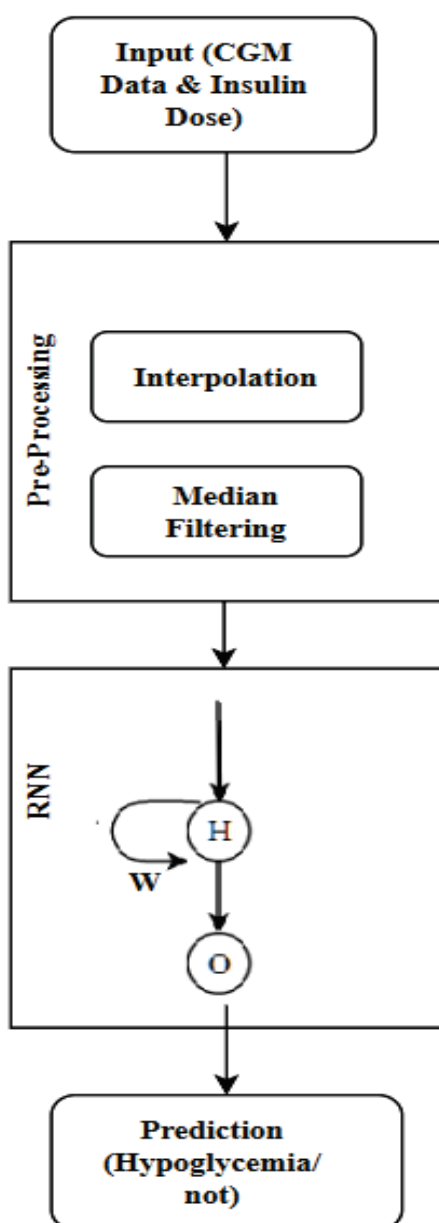 Input (CGM
Data & Insulin
Dose)
Pre-Processing
Interpolation
Median
Filtering
RNN
H
W
O
Prediction
(Hypoglycemia/
not)